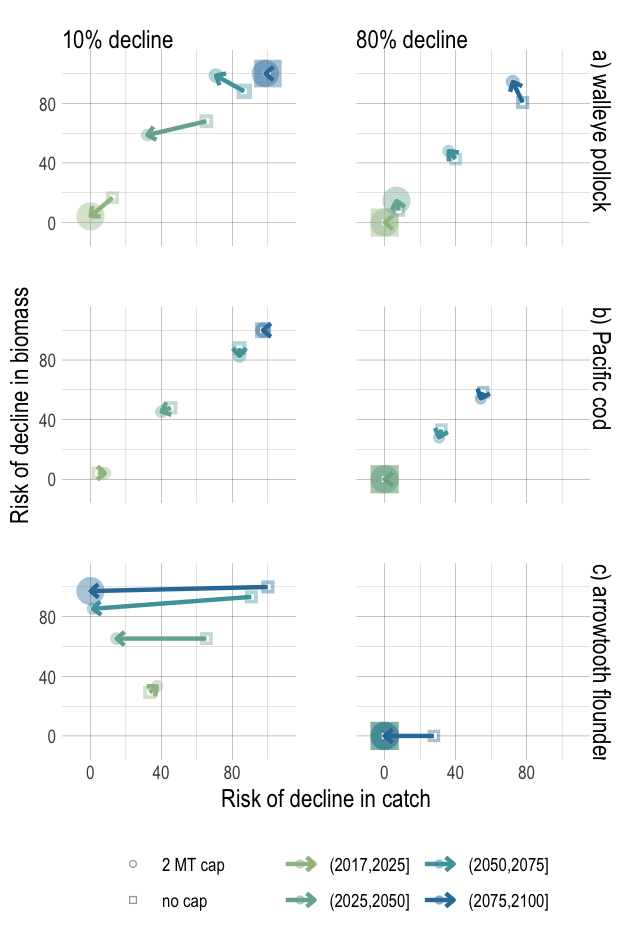 10% decline
80% decline
a) walleye pollock
80
40
0
b) Pacific cod
80
40
0
c) arrowtooth flounder
80
40
0
Risk of decline in biomass
0 40 80
0 40 80
Risk of decline in catch
2 MT cap
(2017,2025]
(2050,2075]
no cap
(2025,2050]
(2075,2100]